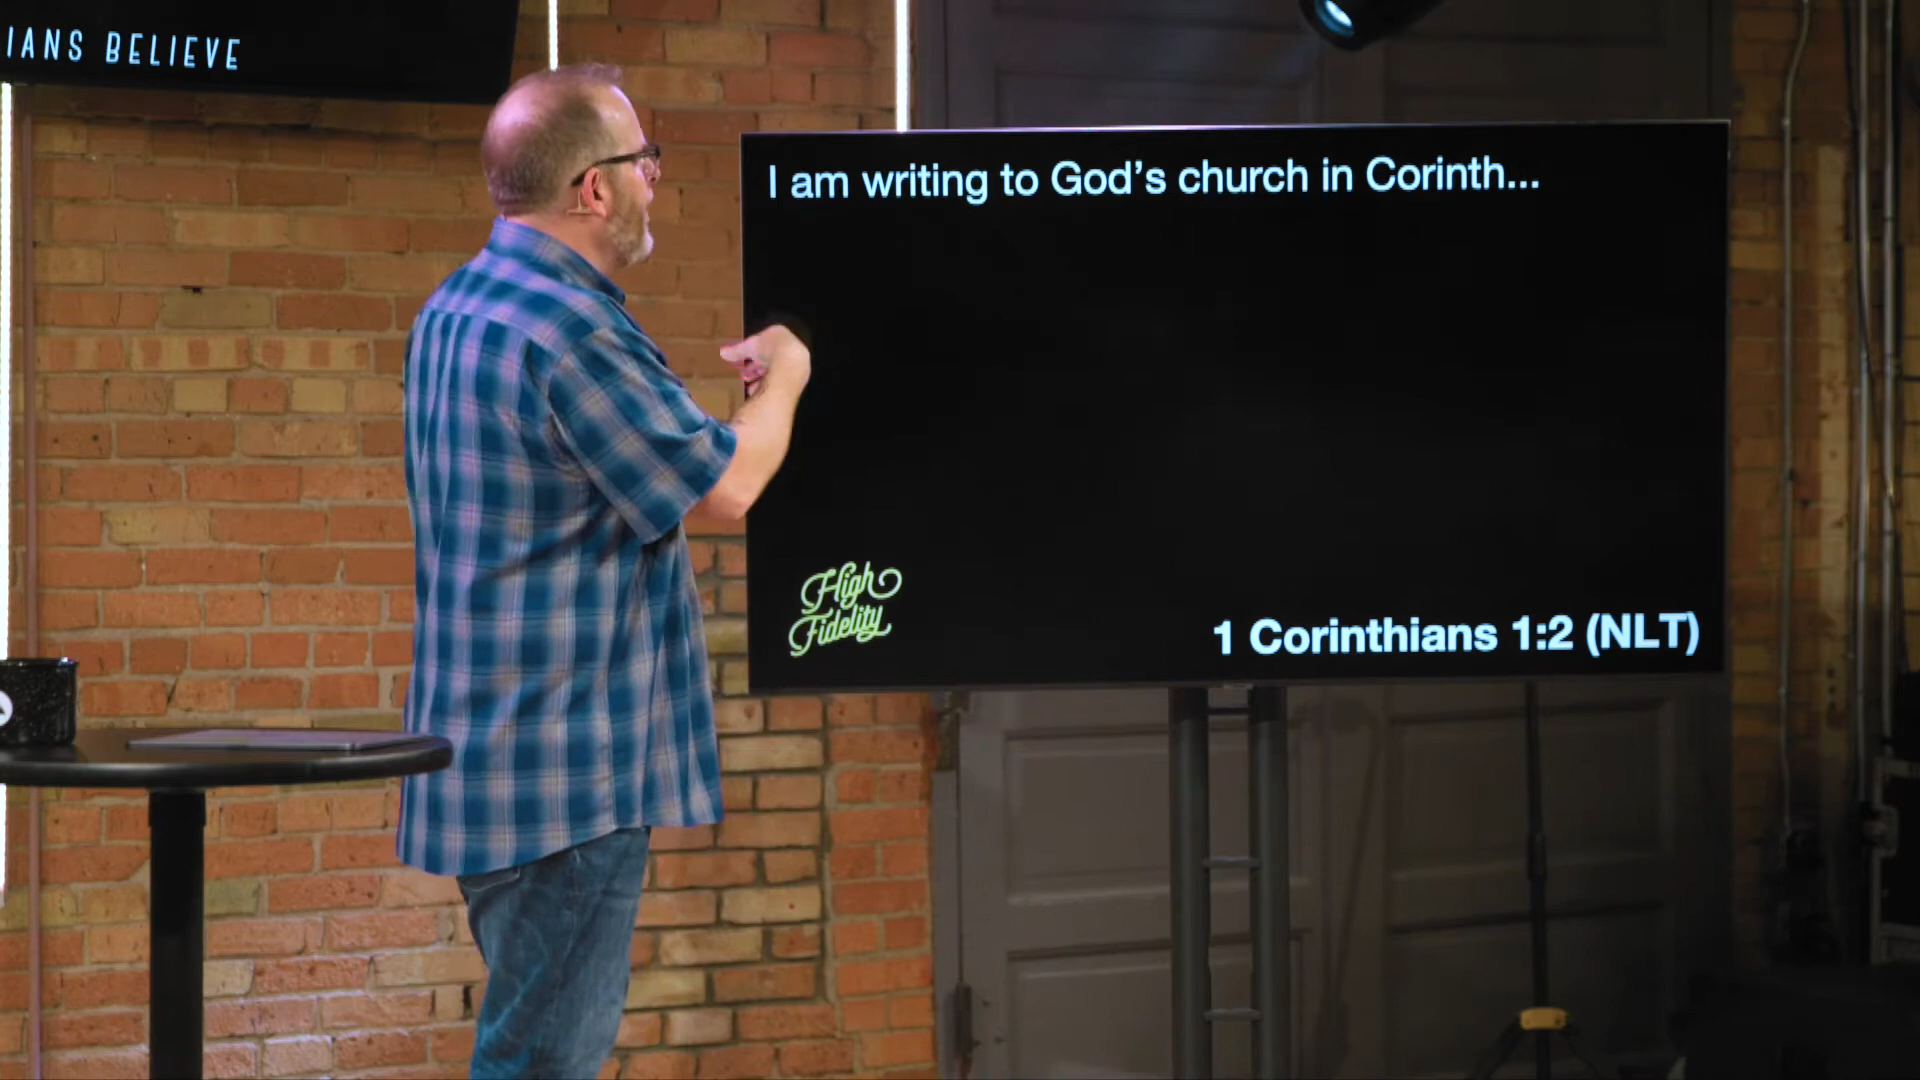 IANS BELIEVE
I am writing to God's church in Corinth...
High
Fidelity
1 Corinthians 1:2 (NLT)